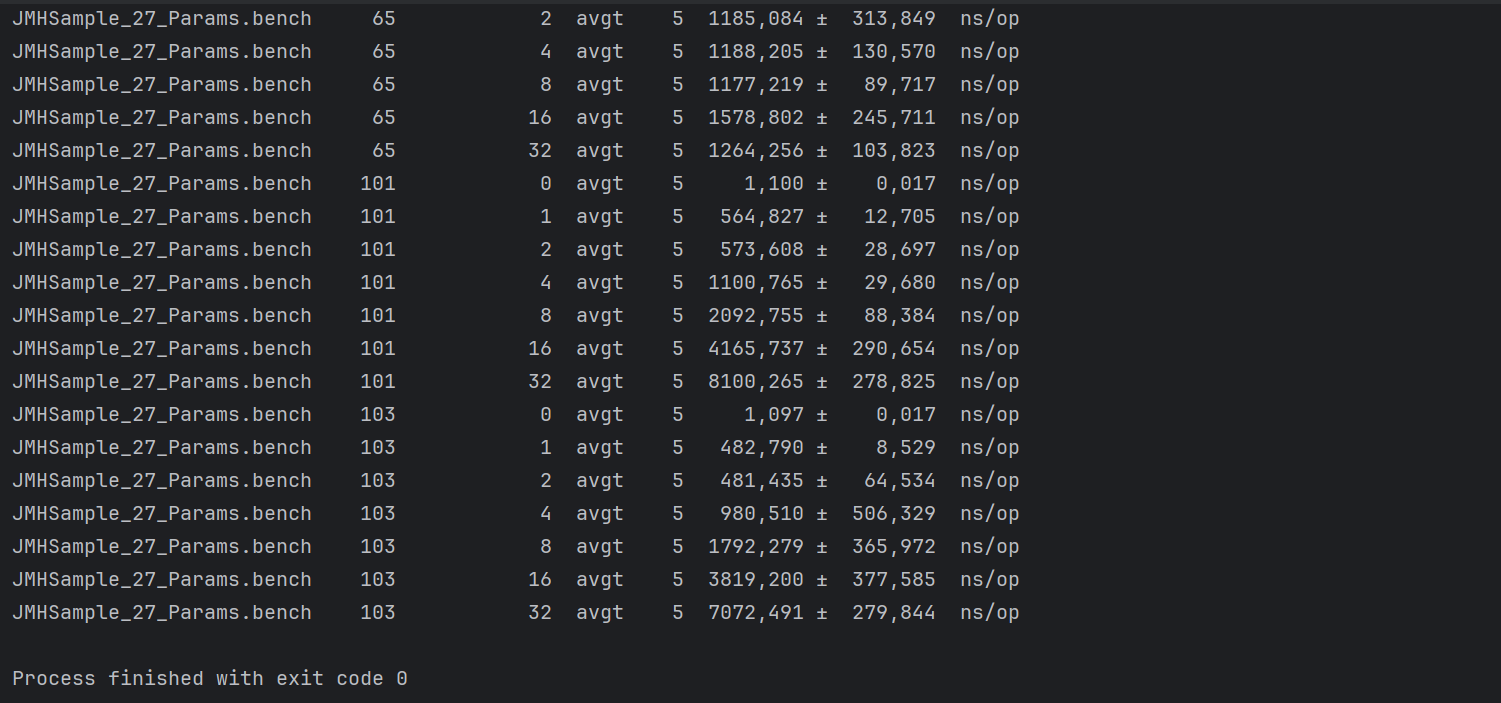 JMHSample_27_Params.bench     65            2  avgt    5  1185,084 ±   313,849  ns/op
JMHSample_27_Params.bench     65            4  avgt    5  1188,205 ±   130,570  ns/op
JMHSample_27_Params.bench     65            8  avgt    5  1177,219 ±    89,717  ns/op
JMHSample_27_Params.bench     65           16  avgt    5  1578,802 ±   245,711  ns/op
JMHSample_27_Params.bench     65           32  avgt    5  1264,256 ±   103,823  ns/op
JMHSample_27_Params.bench    101            0  avgt    5     1,100 ±     0,017  ns/op
JMHSample_27_Params.bench    101            1  avgt    5   564,827 ±    12,705  ns/op
JMHSample_27_Params.bench    101            2  avgt    5   573,608 ±    28,697  ns/op
JMHSample_27_Params.bench    101            4  avgt    5  1100,765 ±    29,680  ns/op
JMHSample_27_Params.bench    101            8  avgt    5  2092,755 ±    88,384  ns/op
JMHSample_27_Params.bench    101           16  avgt    5  4165,737 ±   290,654  ns/op
JMHSample_27_Params.bench    101           32  avgt    5  8100,265 ±   278,825  ns/op
JMHSample_27_Params.bench    103            0  avgt    5     1,097 ±     0,017  ns/op
JMHSample_27_Params.bench    103            1  avgt    5   482,790 ±     8,529  ns/op
JMHSample_27_Params.bench    103            2  avgt    5   481,435 ±    64,534  ns/op
JMHSample_27_Params.bench    103            4  avgt    5   980,510 ±   506,329  ns/op
JMHSample_27_Params.bench    103            8  avgt    5  1792,279 ±   365,972  ns/op
JMHSample_27_Params.bench    103           16  avgt    5  3819,200 ±   377,585  ns/op
JMHSample_27_Params.bench    103           32  avgt    5  7072,491 ±   279,844  ns/op
Process finished with exit code 0